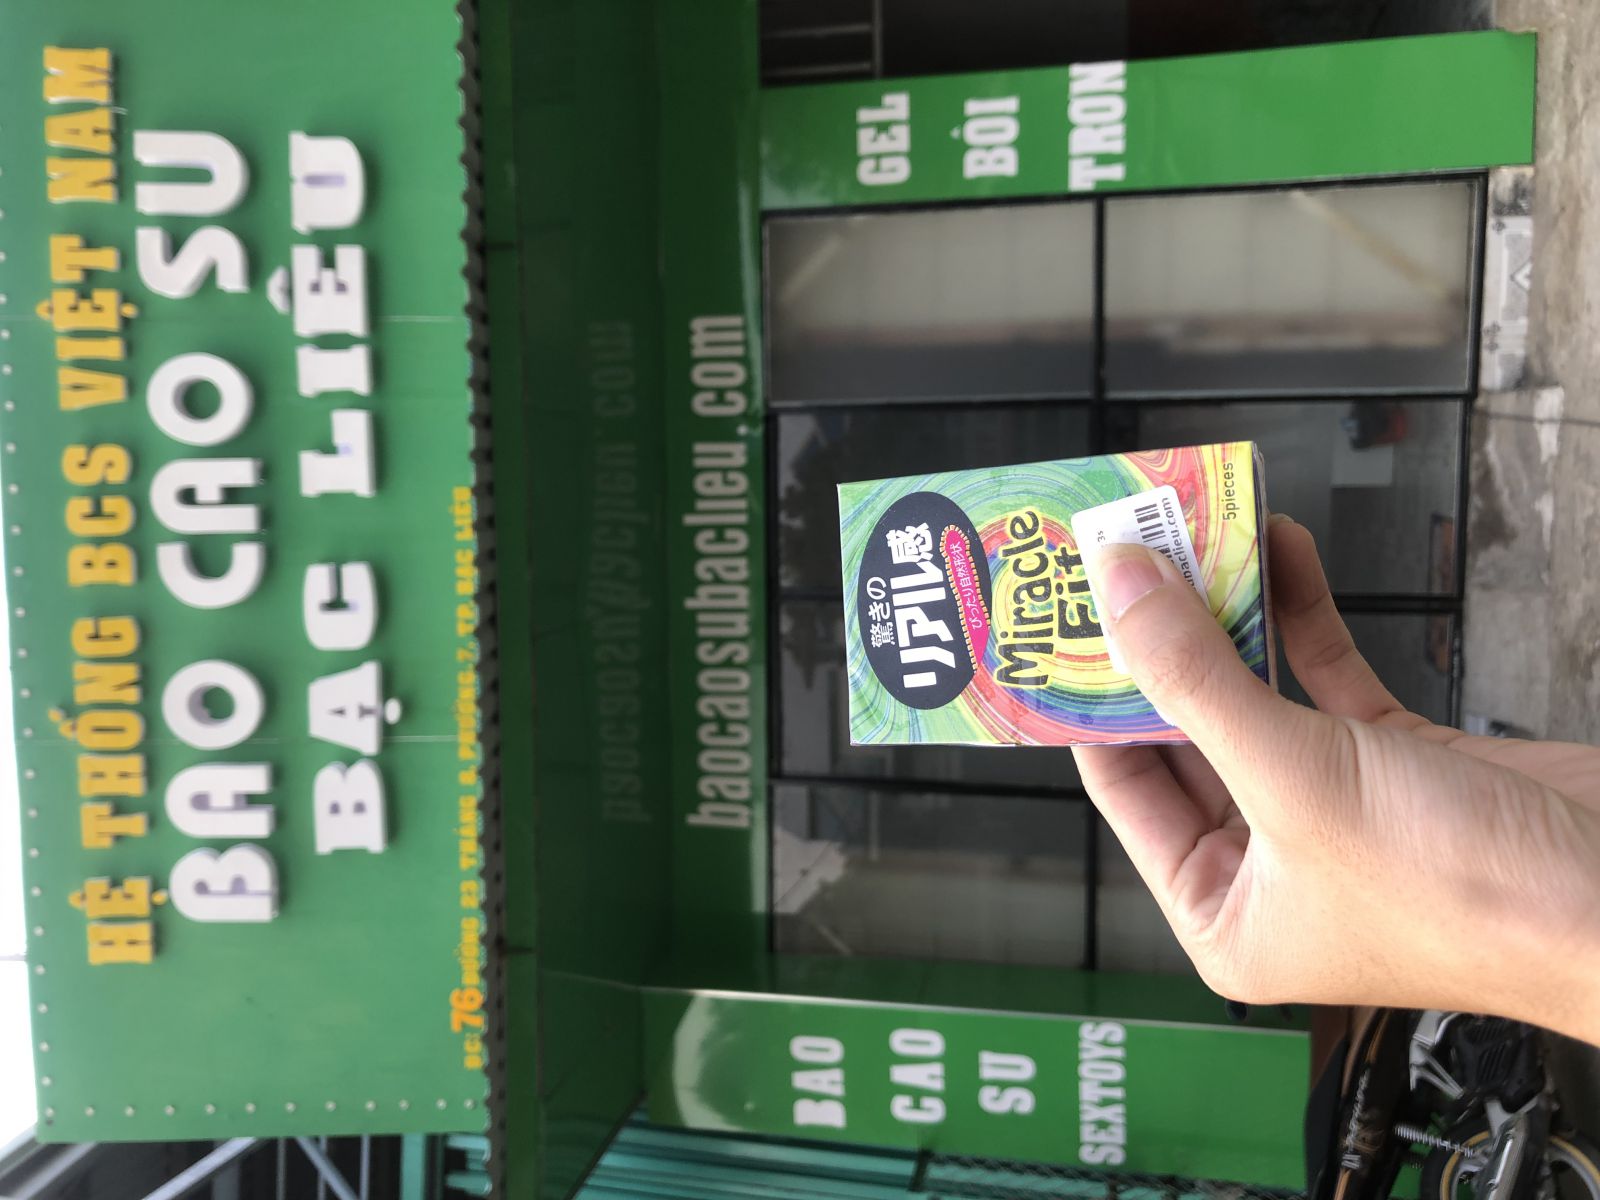 HỆ THỐNG BCS VIỆT NAM
BAO CAO SU
BẠC LIÊU
ĐC: 76 ĐƯỜNG 23 THÁNG 8, PHƯỜNG 7, TP. BẠC LIÊU
baocaosubaclieu.com
BAO
CAO
SU
SEXTOYS
GEL
BÔI
TRƠN
驚きの
リアル感
ぴったり自然形状
Miracle
Fit
ubaclieu.com
5pieces